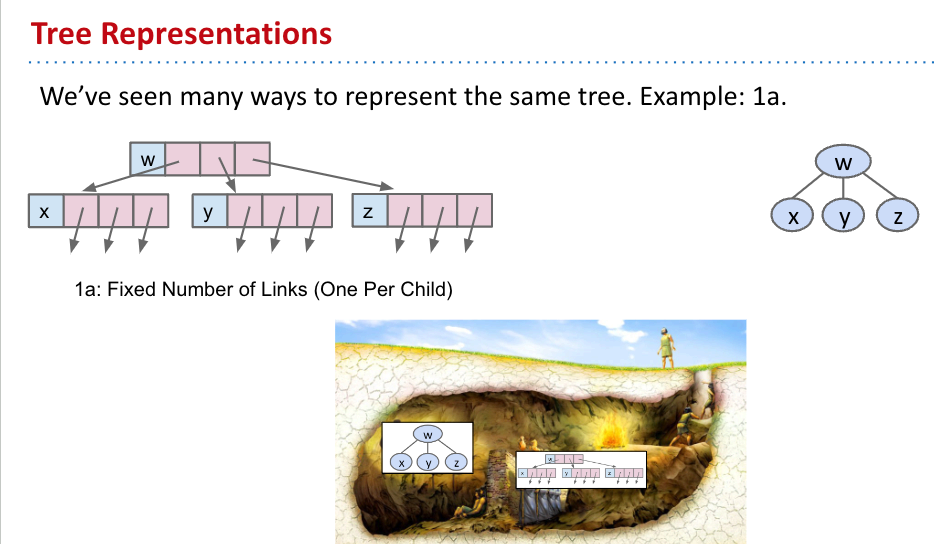 Tree Representations
We've seen many ways to represent the same tree. Example: 1a.
w
w
x
y
z
x
y
z
1a: Fixed Number of Links (One Per Child)
w
x
y
z
w
x
y
z